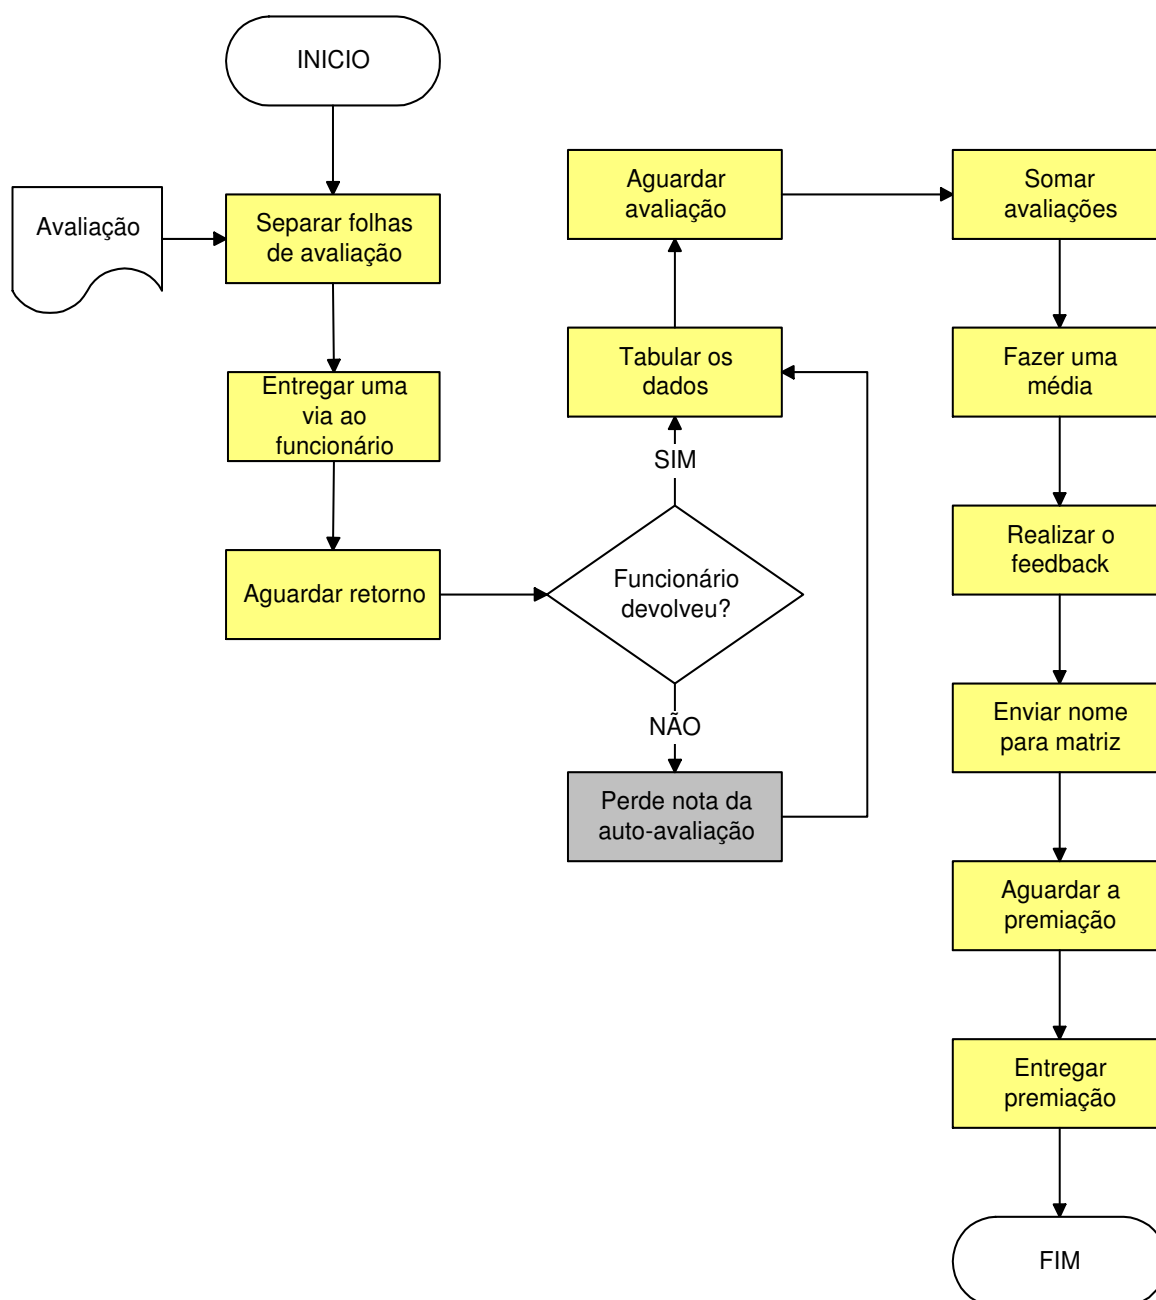 INICIO
Avaliação
Separar folhas
de avaliação
Entregar uma
via ao
funcionário
Aguardar retorno
Funcionário
devolveu?
SIM
NÃO
Perde nota da
auto-avaliação
Tabular os
dados
Aguardar
avaliação
Somar
avaliações
Fazer uma
média
Realizar o
feedback
Enviar nome
para matriz
Aguardar a
premiação
Entregar
premiação
FIM